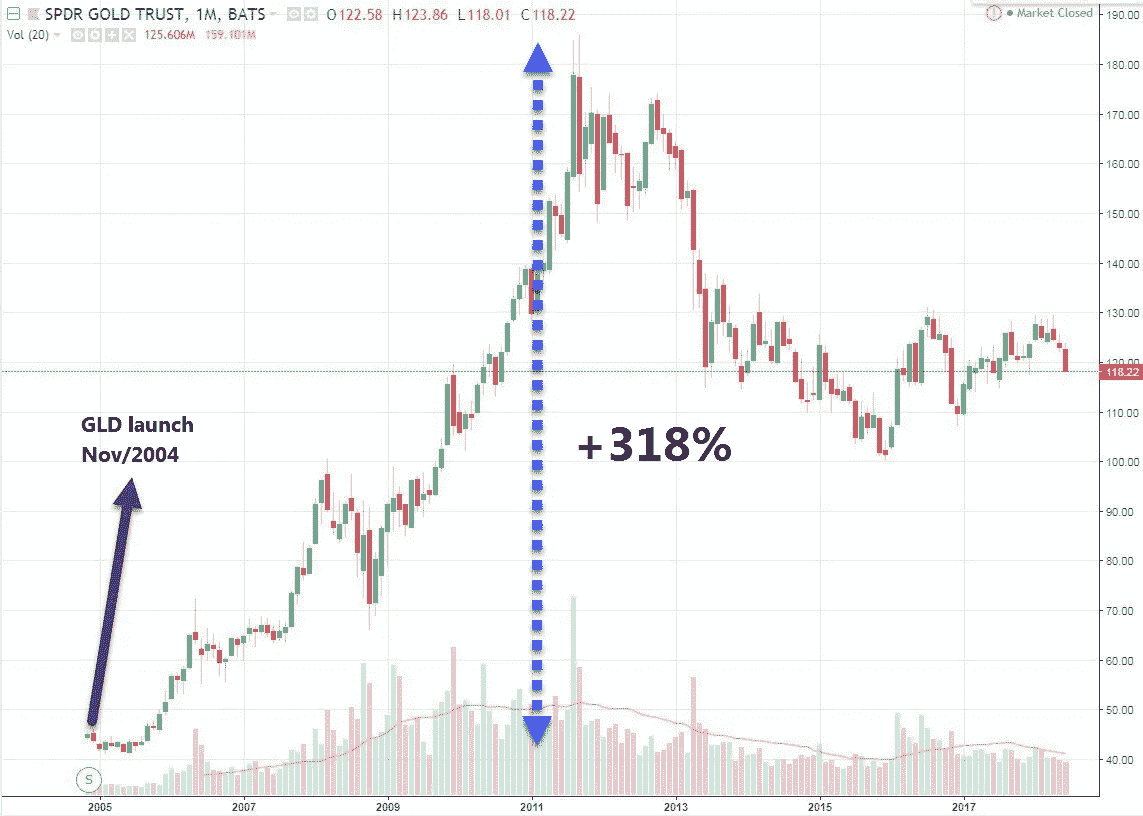 SPDR GOLD TRUST, 1M, BATS O122.58 H123.86 L118.01 C118.22
Market Closed
Vol (20) 125.606M 159.101M
190.00
180.00
170.00
160.00
150.00
140.00
130.00
120.00
118.22
110.00
100.00
90.00
80.00
70.00
60.00
50.00
40.00
GLD launch
Nov/2004
+318%
S
2005 2007 2009 2011 2013 2015 2017